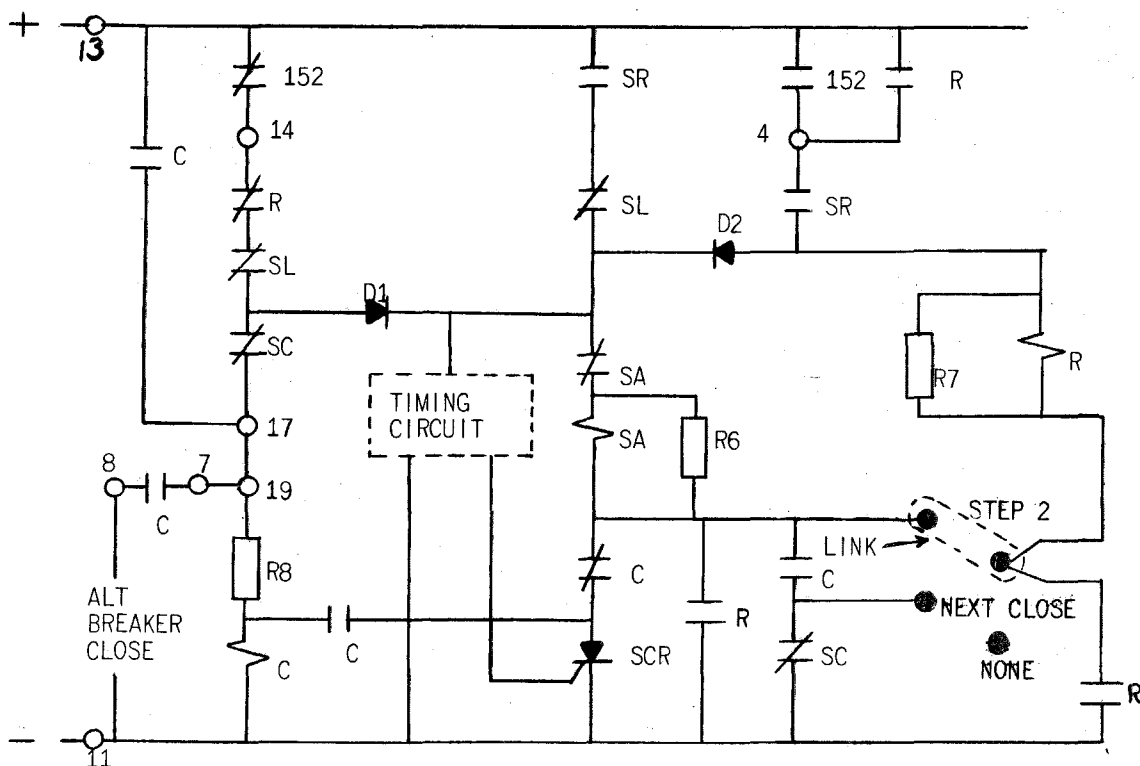 +
13
152
SR
152
R
14
4
C
R
SL
SR
D2
SL
D1
SC
SA
R7
R
TIMING
CIRCUIT
17
SA
R6
8
7
19
C
STEP 2
LINK
R8
C
C
ALT
BREAKER
CLOSE
C
R
NEXT CLOSE
C
SCR
SC
NONE
R
-
11